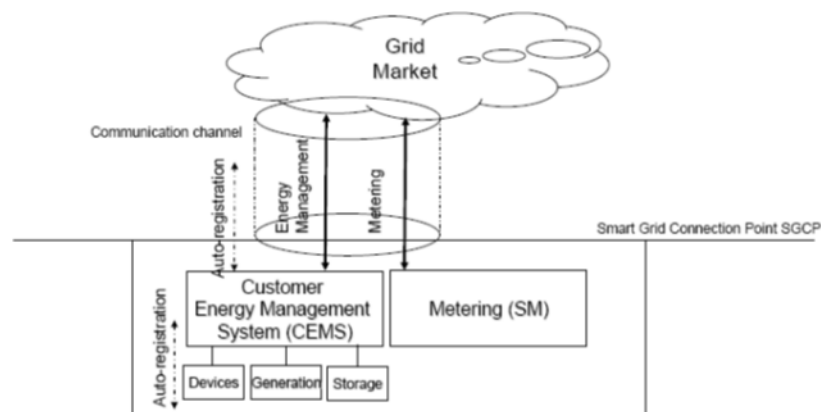 Grid
Market
Communication channel
Auto-registration
Energy
Management
Metering
Smart Grid Connection Point SGCP
Customer
Energy Management
System (CEMS)
Metering (SM)
Auto-registration
Devices
Generation
Storage